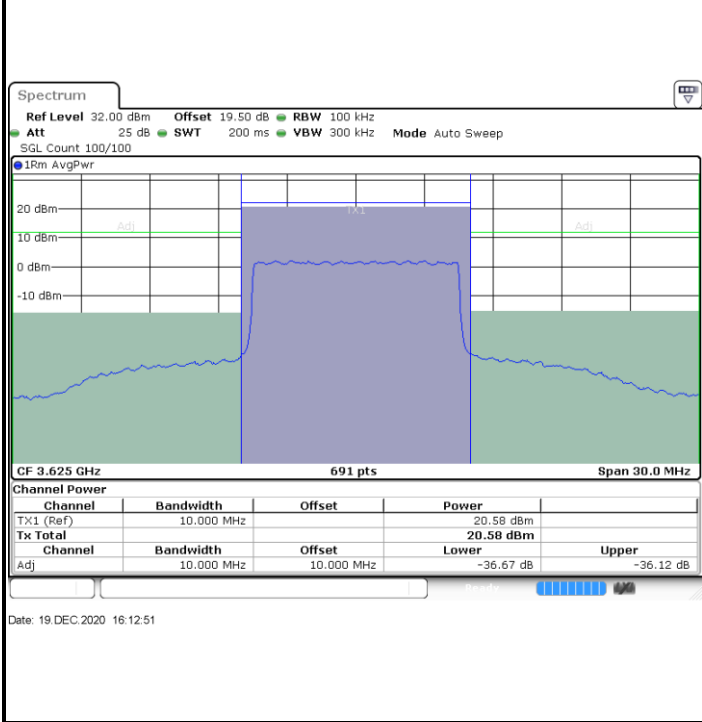 Spectrum
Ref Level 32.00 dBm Offset 19.50 dB RBW 100 kHz
Att 25 dB SWT 200 ms VBW 300 kHz Mode Auto Sweep
SGL Count 100/100
1Rm AvgPwr
20 dBm
TX1
Adj
Adj
10 dBm
0 dBm
-10 dBm
CF 3.625 GHz 691 pts Span 30.0 MHz
Channel Power
Channel Bandwidth Offset Power
TX1 (Ref) 10.000 MHz 20.58 dBm
Tx Total 20.58 dBm
Channel Bandwidth Offset Lower Upper
Adj 10.000 MHz 10.000 MHz -36.67 dB -36.12 dB
Ready
Date: 19.DEC.2020 16:12:51